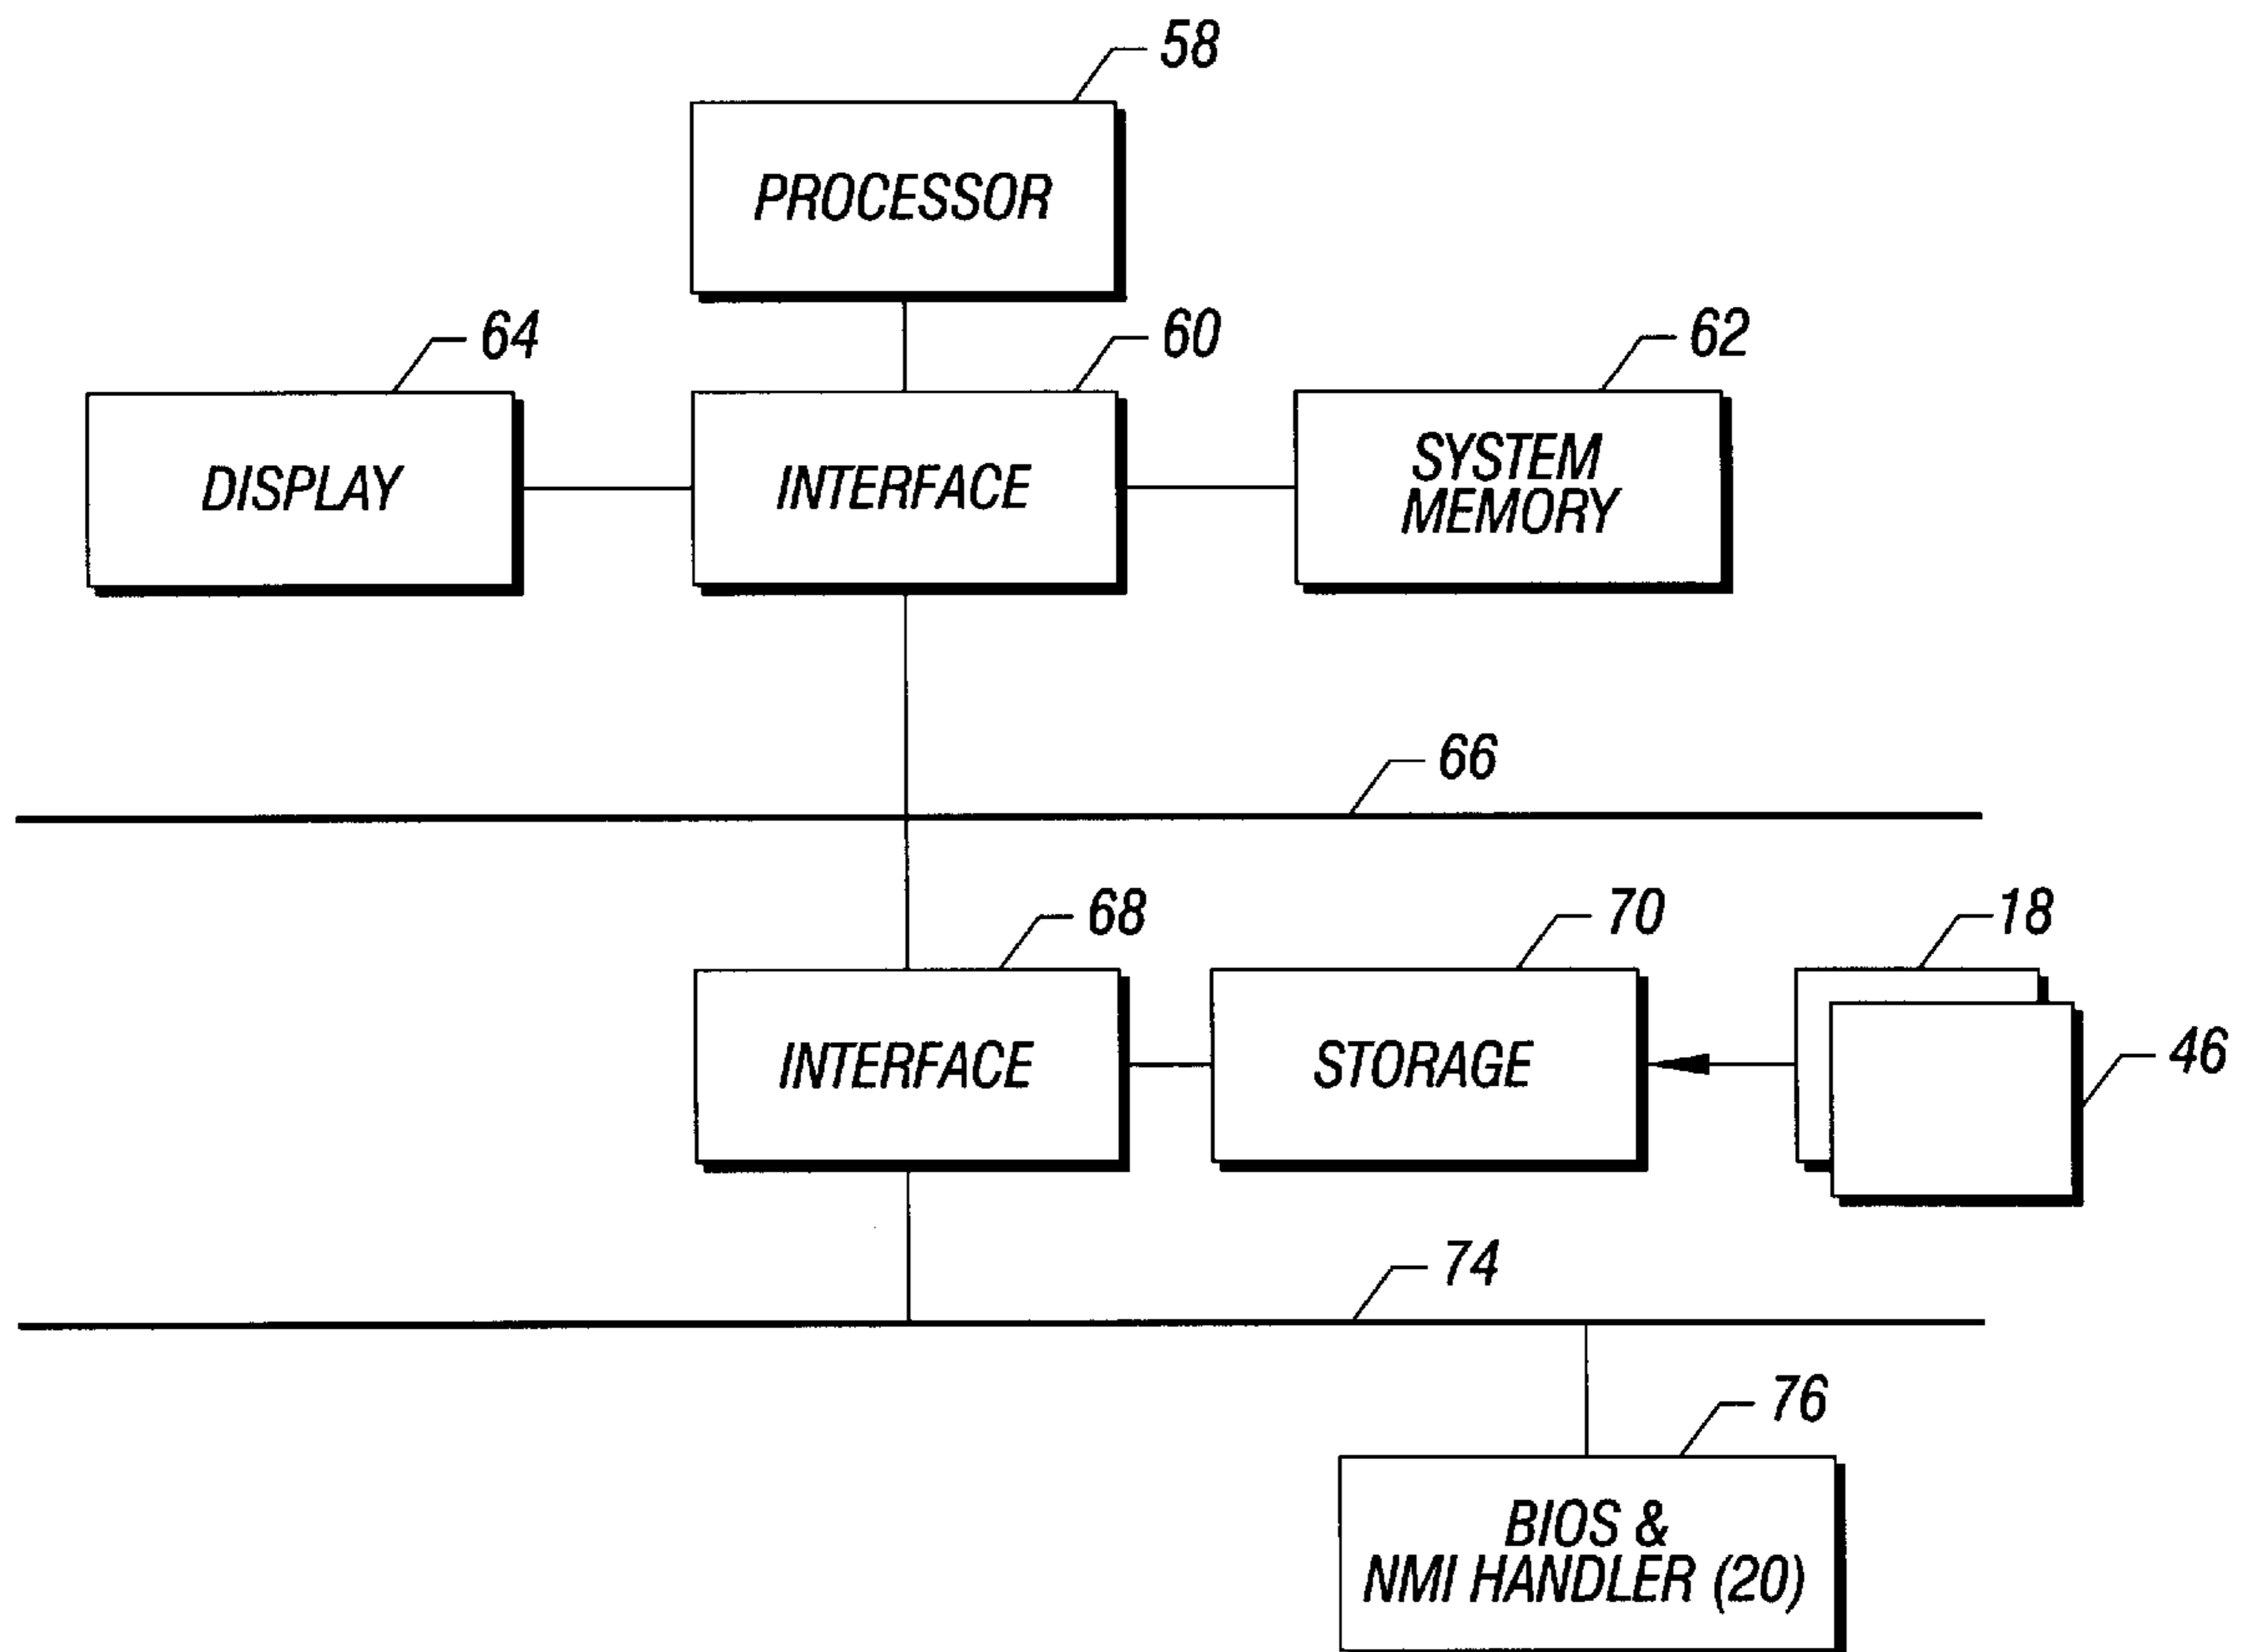 58
PROCESSOR
64
60
62
DISPLAY
INTERFACE
SYSTEM
MEMORY
66
68
70
18
INTERFACE
STORAGE
46
74
76
BIOS &
NMI HANDLER (20)